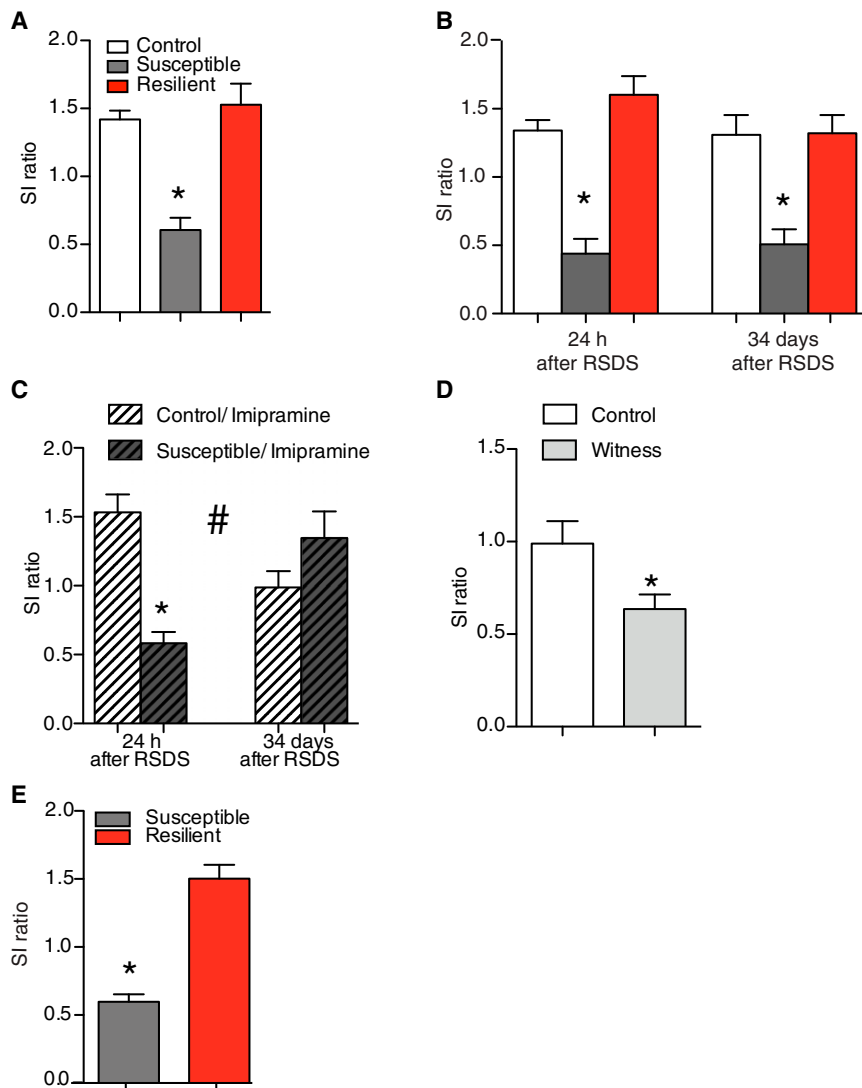 A
2.0
Control
Susceptible
Resilient
1.5
1.0
*
0.5
0.0
SI ratio
B
2.0
1.5
1.0
*
*
0.5
0.0
SI ratio
24 h
after RSDS
34 days
after RSDS
C
Control/ Imipramine
Susceptible/ Imipramine
2.0
1.5
#
1.0
*
0.5
0.0
SI ratio
24 h
after RSDS
34 days
after RSDS
D
Control
Witness
1.5
1.0
*
0.5
0.0
SI ratio
E
2.0
Susceptible
Resilient
1.5
1.0
*
0.5
0.0
SI ratio